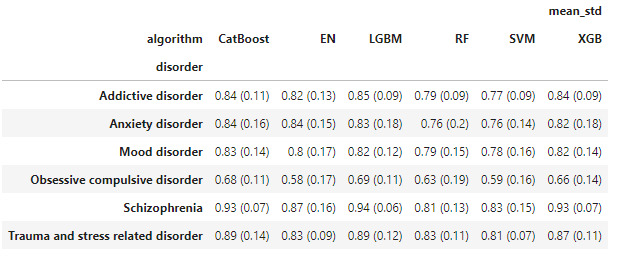 mean_std
algorithm CatBoost EN LGBM RF SVM XGB
disorder
Addictive disorder 0.84 (0.11) 0.82 (0.13) 0.85 (0.09) 0.79 (0.09) 0.77 (0.09) 0.84 (0.09)
Anxiety disorder 0.84 (0.16) 0.84 (0.15) 0.83 (0.18) 0.76 (0.2) 0.76 (0.14) 0.82 (0.18)
Mood disorder 0.83 (0.14) 0.8 (0.17) 0.82 (0.12) 0.79 (0.15) 0.78 (0.16) 0.82 (0.14)
Obsessive compulsive disorder 0.68 (0.11) 0.58 (0.17) 0.69 (0.11) 0.63 (0.19) 0.59 (0.16) 0.66 (0.14)
Schizophrenia 0.93 (0.07) 0.87 (0.16) 0.94 (0.06) 0.81 (0.13) 0.83 (0.15) 0.93 (0.07)
Trauma and stress related disorder 0.89 (0.14) 0.83 (0.09) 0.89 (0.12) 0.83 (0.11) 0.81 (0.07) 0.87 (0.11)